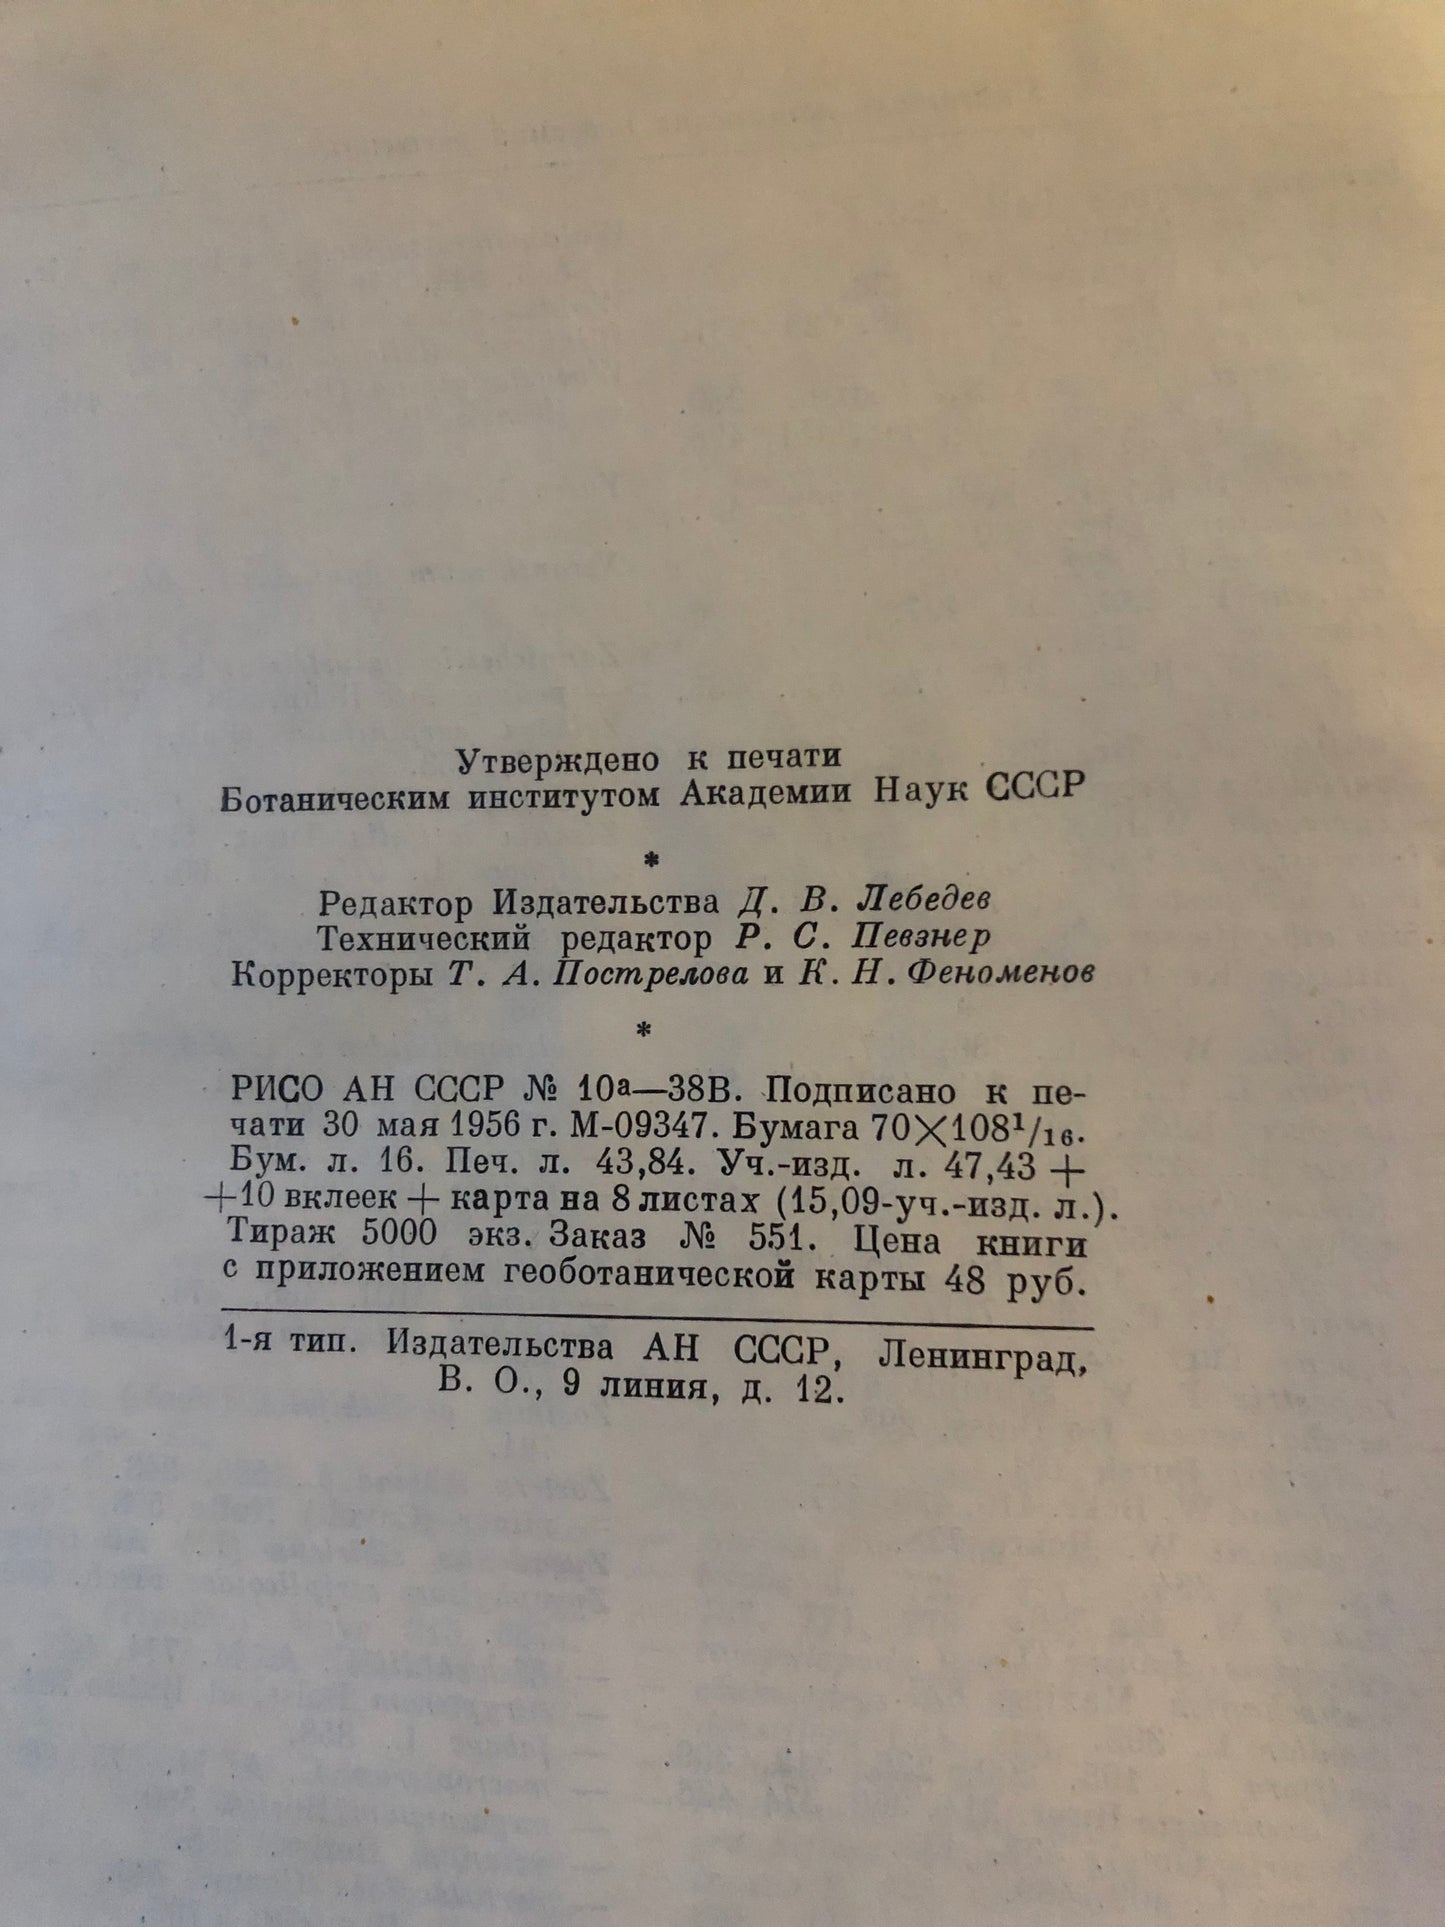 Утверждено к печати
Ботаническим институтом Академии Наук СССР
*
Редактор Издательства Д. В. Лебедев
Технический редактор Р. С. Певзнер
Корректоры Т. А. Пострелова и К. Н. Феноменов
*
РИСО АН СССР № 10а—38В. Подписано к пе-
чати 30 мая 1956 г. М-09347. Бумага 70×108¹/₁₆.
Бум. л. 16. Печ. л. 43,84. Уч.-изд. л. 47,43 +
+10 вклеек + карта на 8 листах (15,09-уч.-изд. л.).
Тираж 5000 экз. Заказ № 551. Цена книги
с приложением геоботанической карты 48 руб.
1-я тип. Издательства АН СССР, Ленинград,
В. О., 9 линия, д. 12.